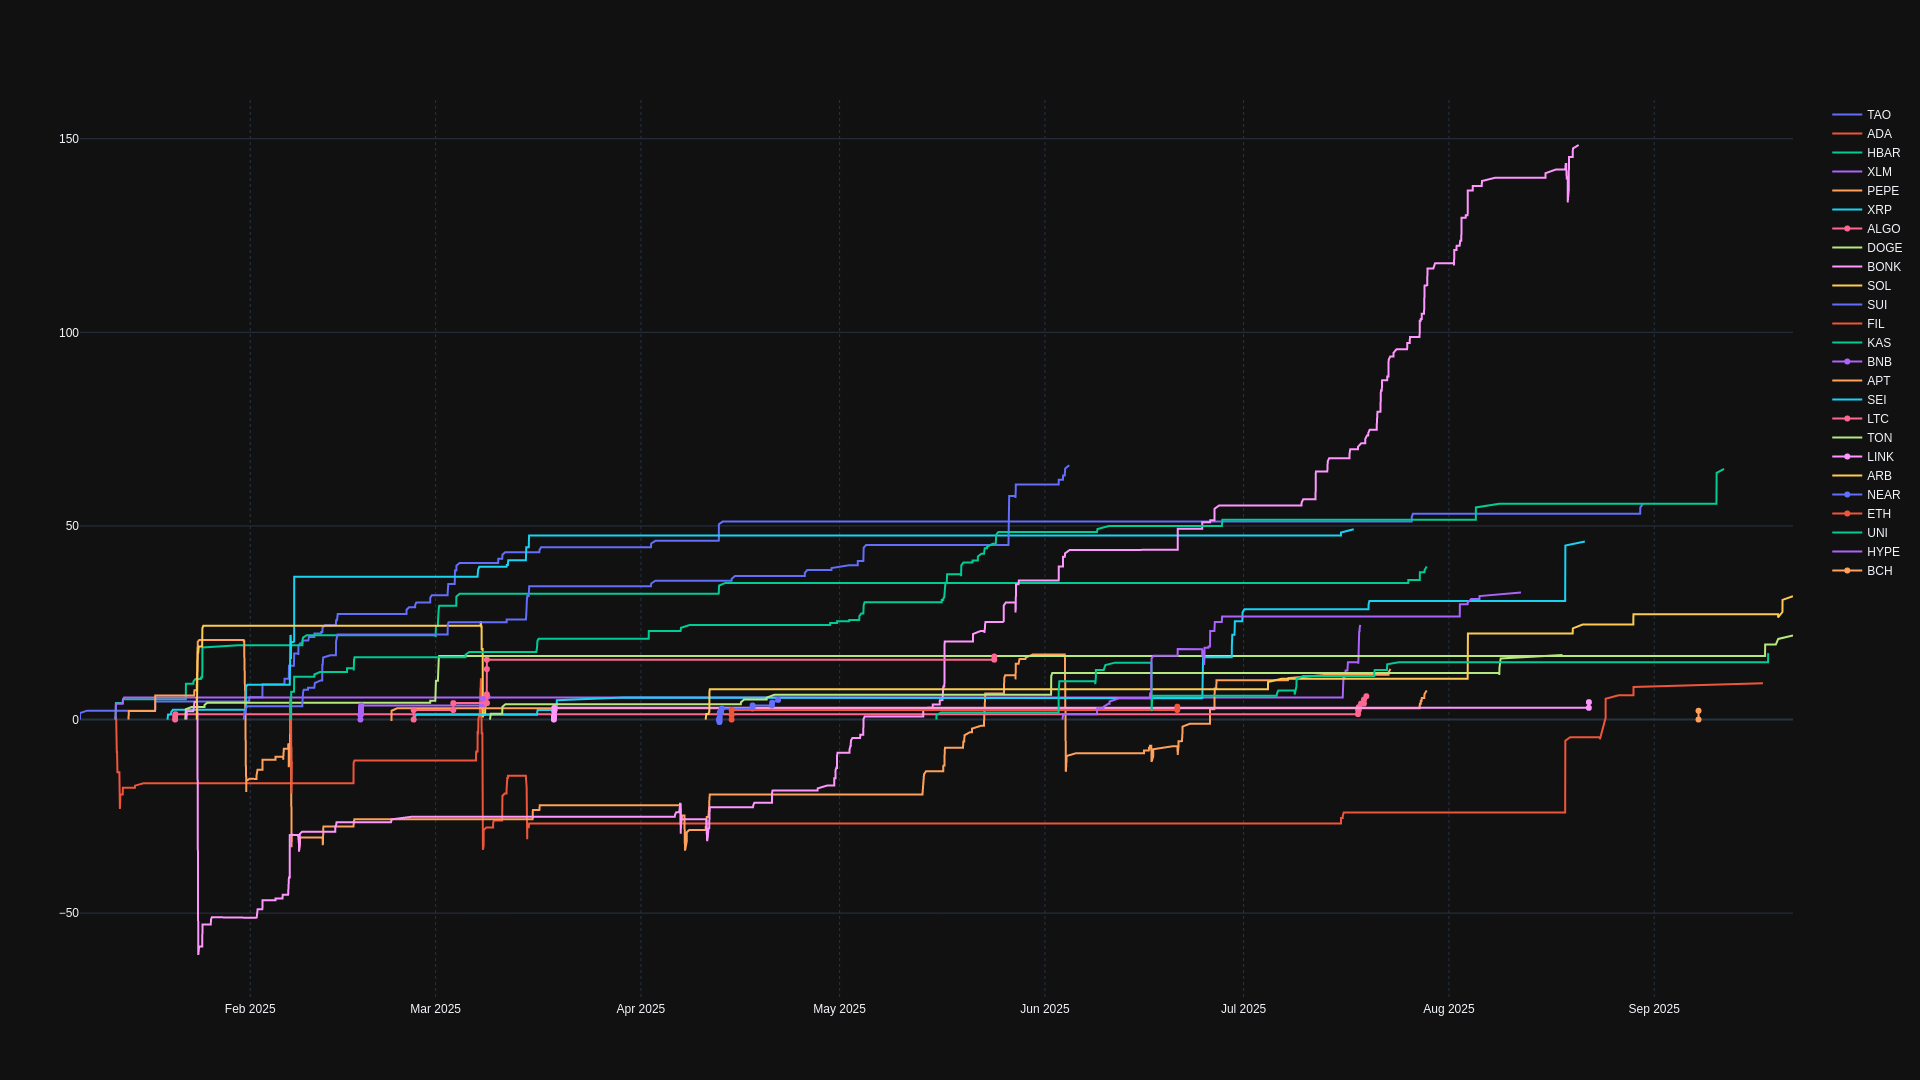 150
100
50
0
−50
Feb 2025
Mar 2025
Apr 2025
May 2025
Jun 2025
Jul 2025
Aug 2025
Sep 2025
TAO
ADA
HBAR
XLM
PEPE
XRP
ALGO
DOGE
BONK
SOL
SUI
FIL
KAS
BNB
APT
SEI
LTC
TON
LINK
ARB
NEAR
ETH
UNI
HYPE
BCH